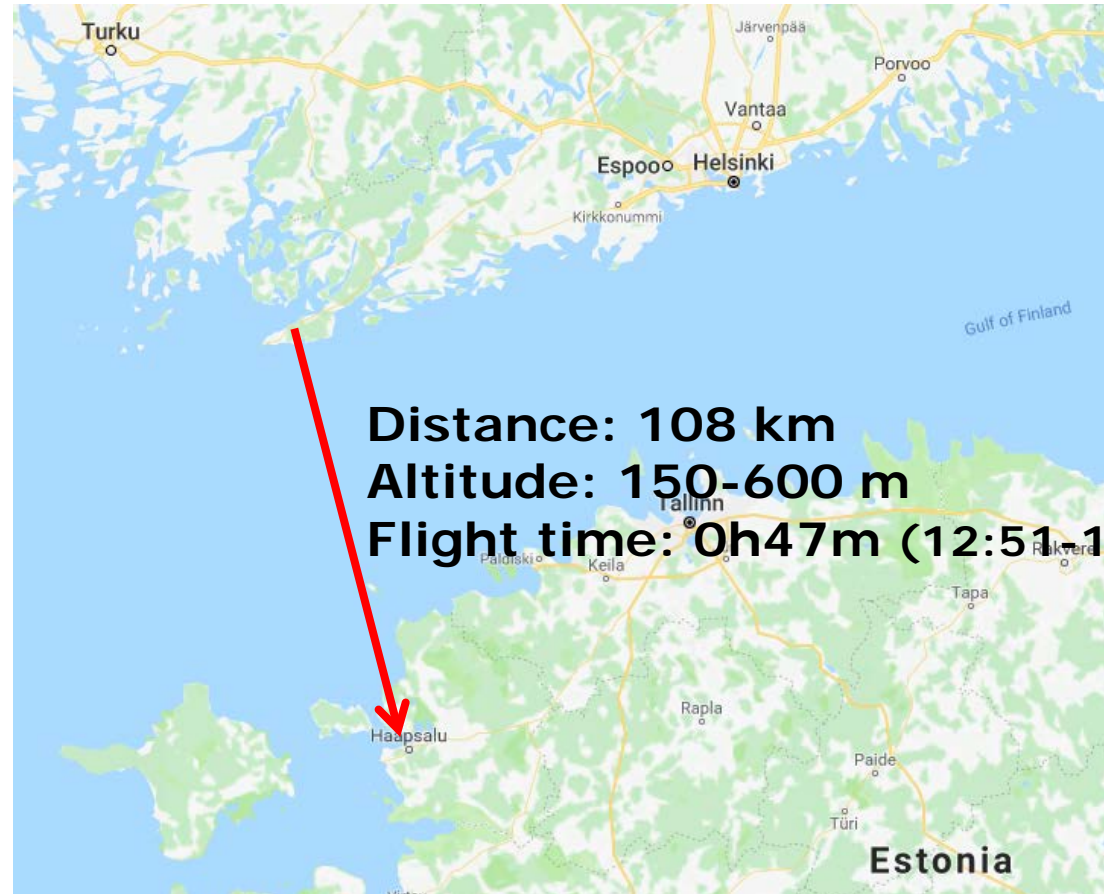 Turku
Järvenpää
Porvoo
Vantaa
Espoo
Helsinki
Kirkkonummi
Gulf of Finland
Distance: 108 km
Altitude: 150-600 m
Tallinn
Flight time: 0h47m (12:51-1
Paldiski
Keila
Rakvere
Tapa
Haapsalu
Rapla
Paide
Türi
Estonia